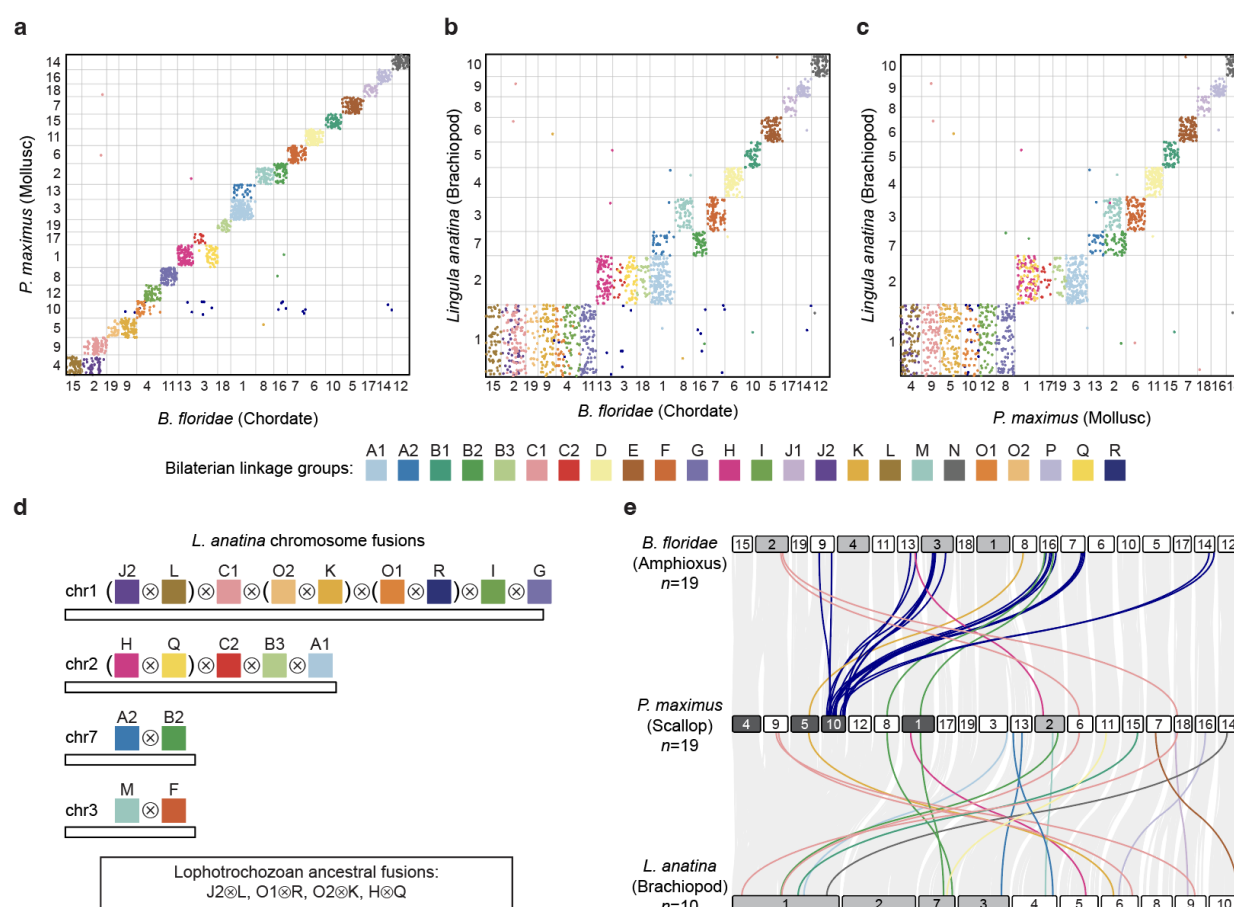 a
14
16
18
7
15
11
6
2
13
3
19
17
1
8
12
10
5
9
4
P. maximus (Mollusc)
15 2 19 9 4 11 13 3 18 1 8 16 7 6 10 5 17 14 12
B. floridae (Chordate)
b
10
9
8
6
5
4
3
7
2
1
Lingula anatina (Brachiopod)
15 2 19 9 4 11 13 3 18 1 8 16 7 6 10 5 17 14 12
B. floridae (Chordate)
c
10
9
8
6
5
4
3
7
2
1
Lingula anatina (Brachiopod)
4 9 5 10 12 8 1 17 19 3 13 2 6 11 15 7 18 16 1
P. maximus (Mollusc)
A1 A2 B1 B2 B3 C1 C2 D E F G H I J1 J2 K L M N O1 O2 P Q R
Bilaterian linkage groups:
d
L. anatina chromosome fusions
J2 L C1 O2 K O1 R I G
chr1 ( ⊗ ) ⊗ ⊗ ( ⊗ ) ⊗ ( ⊗ ) ⊗ ⊗
H Q C2 B3 A1
chr2 ( ⊗ ) ⊗ ⊗ ⊗
A2 B2
chr7 ⊗
M F
chr3 ⊗
Lophotrochozoan ancestral fusions:
J2⊗L, O1⊗R, O2⊗K, H⊗Q
e
B. floridae
(Amphioxus)
n=19
15 2 19 9 4 11 13 3 18 1 8 16 7 6 10 5 17 14 12
P. maximus
(Scallop)
n=19
4 9 5 10 12 8 1 17 19 3 13 2 6 11 15 7 18 16 14
L. anatina
(Brachiopod)
n=10
1 2 7 3 4 5 6 8 9 10